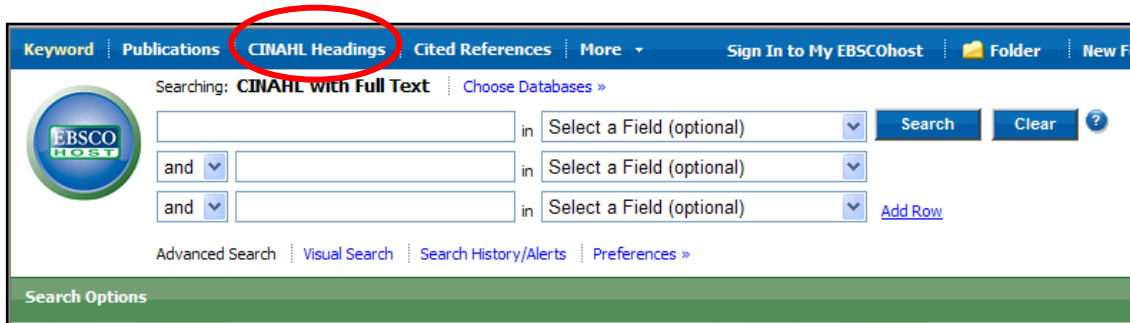 Keyword Publications CINAHL Headings Cited References More Sign In to My EBSCOhost Folder New F
Searching: CINAHL with Full Text Choose Databases »
in Select a Field (optional) Search Clear ?
EBSCO
HOST
and in Select a Field (optional)
and in Select a Field (optional) Add Row
Advanced Search Visual Search Search History/Alerts Preferences »
Search Options